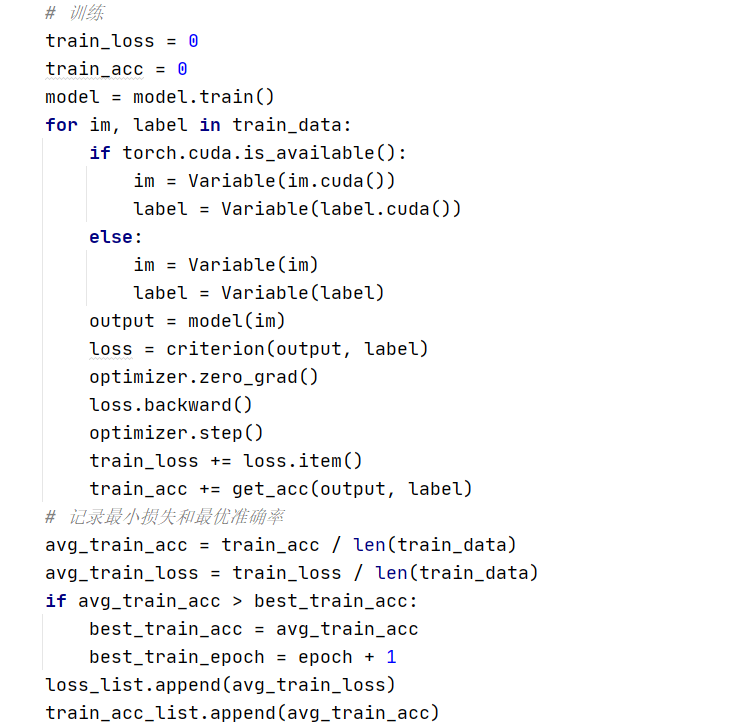 # 训练
train_loss = 0
train_acc = 0
model = model.train()
for im, label in train_data:
    if torch.cuda.is_available():
        im = Variable(im.cuda())
        label = Variable(label.cuda())
    else:
        im = Variable(im)
        label = Variable(label)
    output = model(im)
    loss = criterion(output, label)
    optimizer.zero_grad()
    loss.backward()
    optimizer.step()
    train_loss += loss.item()
    train_acc += get_acc(output, label)
# 记录最小损失和最优准确率
avg_train_acc = train_acc / len(train_data)
avg_train_loss = train_loss / len(train_data)
if avg_train_acc > best_train_acc:
    best_train_acc = avg_train_acc
    best_train_epoch = epoch + 1
loss_list.append(avg_train_loss)
train_acc_list.append(avg_train_acc)